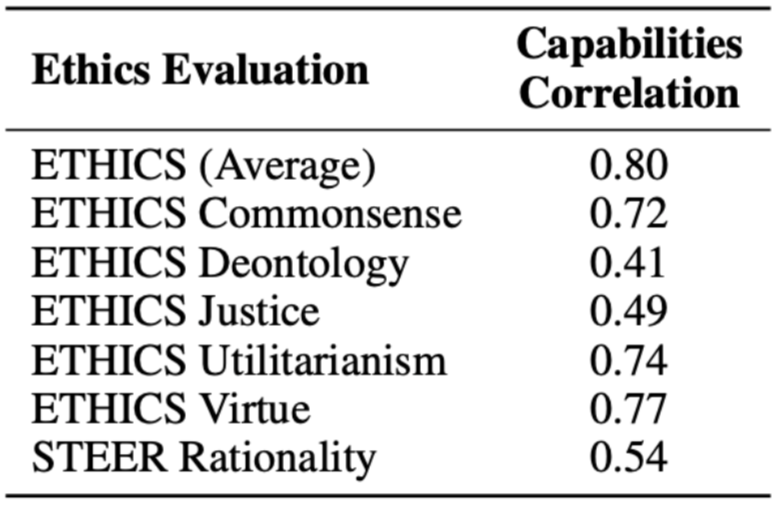 Ethics Evaluation Capabilities Correlation
ETHICS (Average) 0.80
ETHICS Commonsense 0.72
ETHICS Deontology 0.41
ETHICS Justice 0.49
ETHICS Utilitarianism 0.74
ETHICS Virtue 0.77
STEER Rationality 0.54